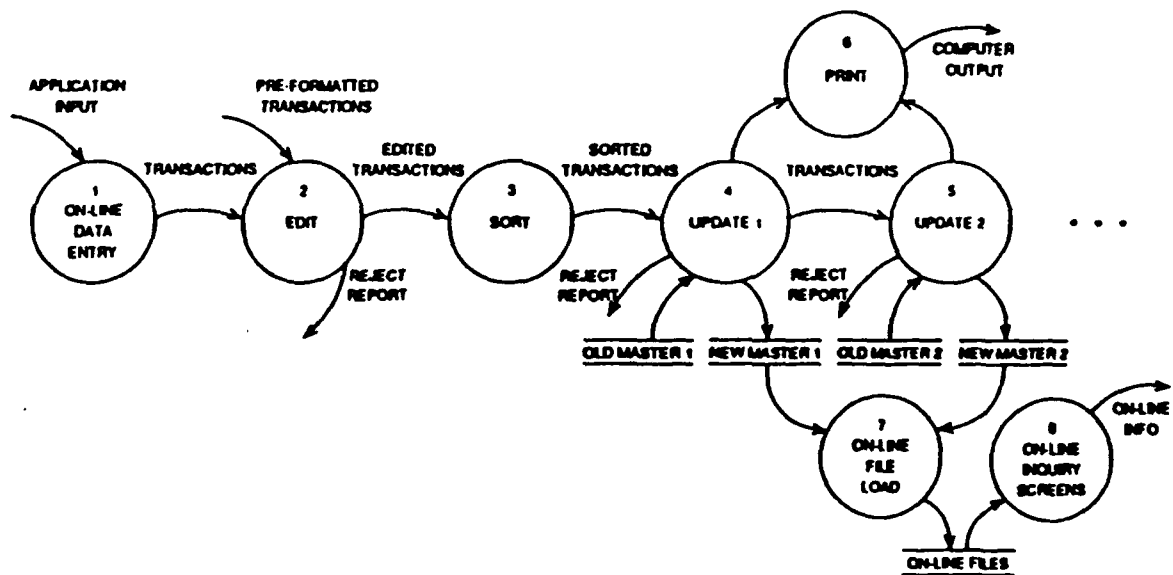 APPLICATION
INPUT
1
ON-LINE
DATA
ENTRY
TRANSACTIONS
PRE-FORMATTED
TRANSACTIONS
2
EDIT
REJECT
REPORT
EDITED
TRANSACTIONS
3
SORT
SORTED
TRANSACTIONS
4
UPDATE 1
REJECT
REPORT
OLD MASTER 1
NEW MASTER 1
TRANSACTIONS
5
UPDATE 2
REJECT
REPORT
OLD MASTER 2
NEW MASTER 2
. . .
6
PRINT
COMPUTER
OUTPUT
7
ON-LINE
FILE
LOAD
ON-LINE FILES
8
ON-LINE
INQUIRY
SCREENS
ON-LINE
INFO